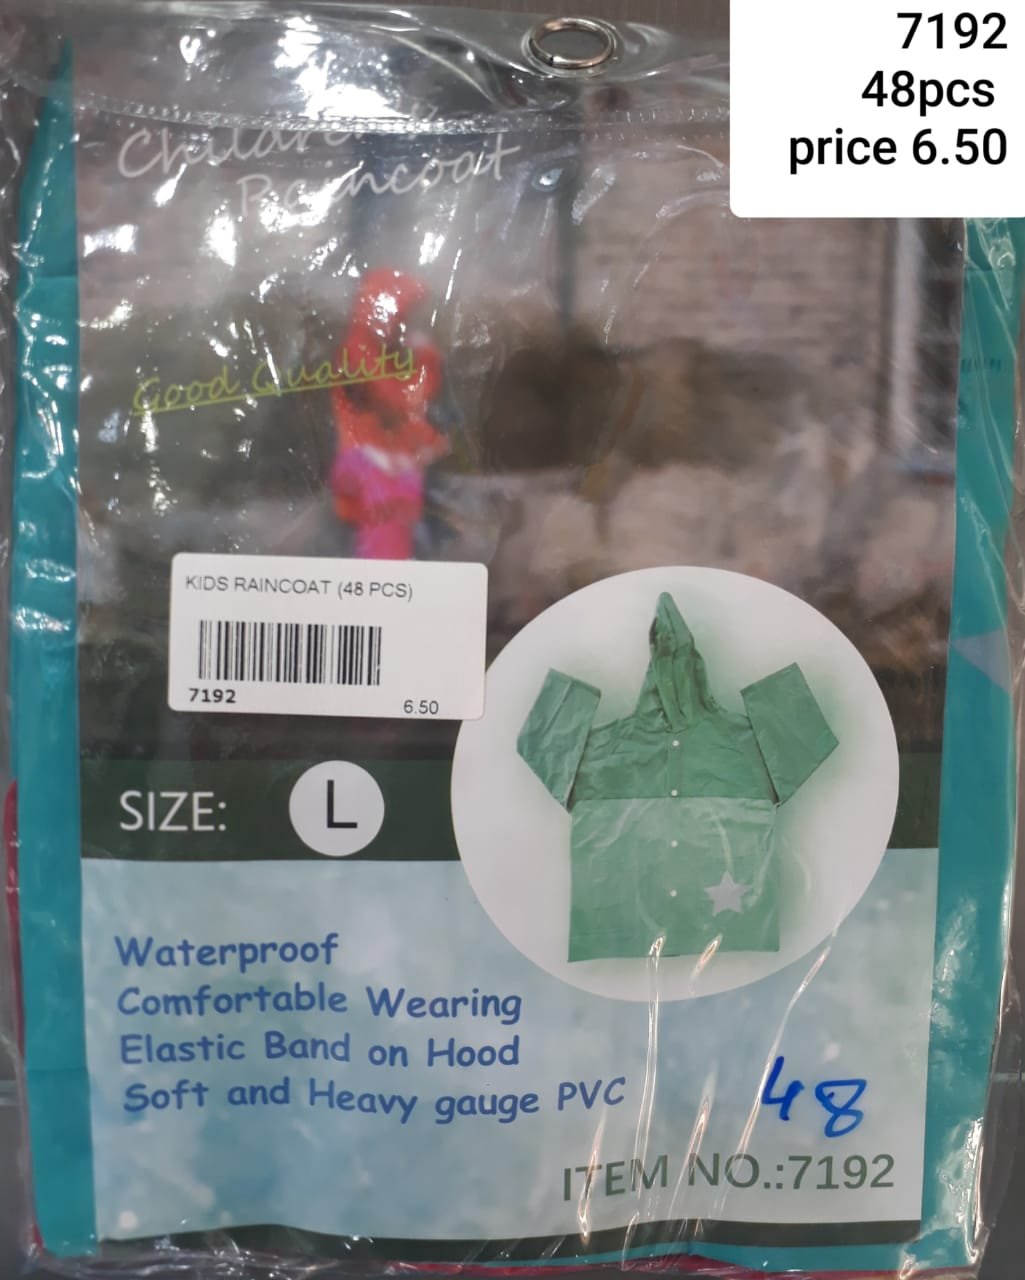 7192
48pcs
price 6.50
Raincoat
Good Quality
KIDS RAINCOAT (48 PCS)
7192
6.50
SIZE: L
Waterproof
Comfortable Wearing
Elastic Band on Hood
Soft and Heavy gauge PVC
48
ITEM NO.:7192